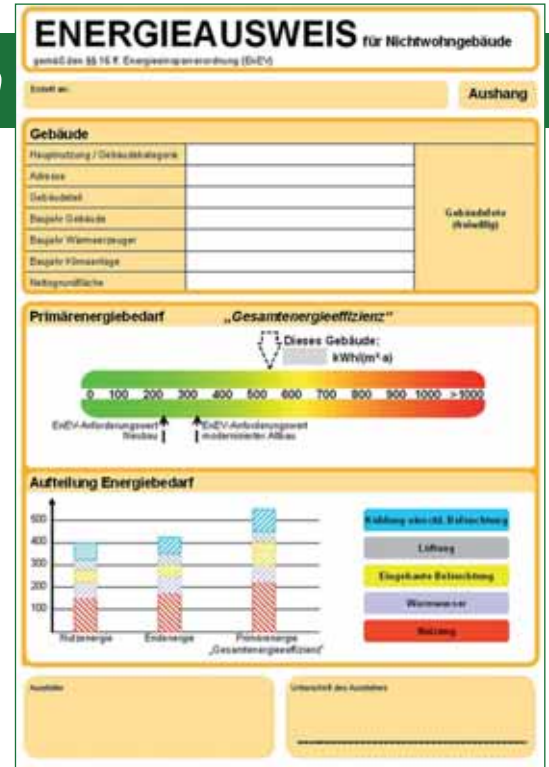 ENERGIEAUSWEIS für Nichtwohngebäude
gemäß den §§ 16 ff. Energieeinsparverordnung (EnEV)
Aushang
Gebäude
Hauptnutzung / Gebäudekategorie
Adresse
Gebäudeteil
Baujahr Gebäude
Baujahr Wärmeerzeuger
Baujahr Klimaanlage
Nettogrundfläche
Gebäudefoto
(freiwillig)
Primärenergiebedarf „Gesamtenergieeffizienz"
Dieses Gebäude:
kWh/(m²·a)
0 100 200 300 400 500 600 700 800 900 1000 >1000
EnEV-Anforderungswert
Neubau
EnEV-Anforderungswert
modernisierter Altbau
Aufteilung Energiebedarf
500
400
300
200
100
Nutzenergie
Endenergie
Primärenergie
„Gesamtenergieeffizienz"
Kühlung einschl. Befeuchtung
Lüftung
Eingebaute Beleuchtung
Warmwasser
Heizung
Aussteller
Unterschrift des Ausstellers